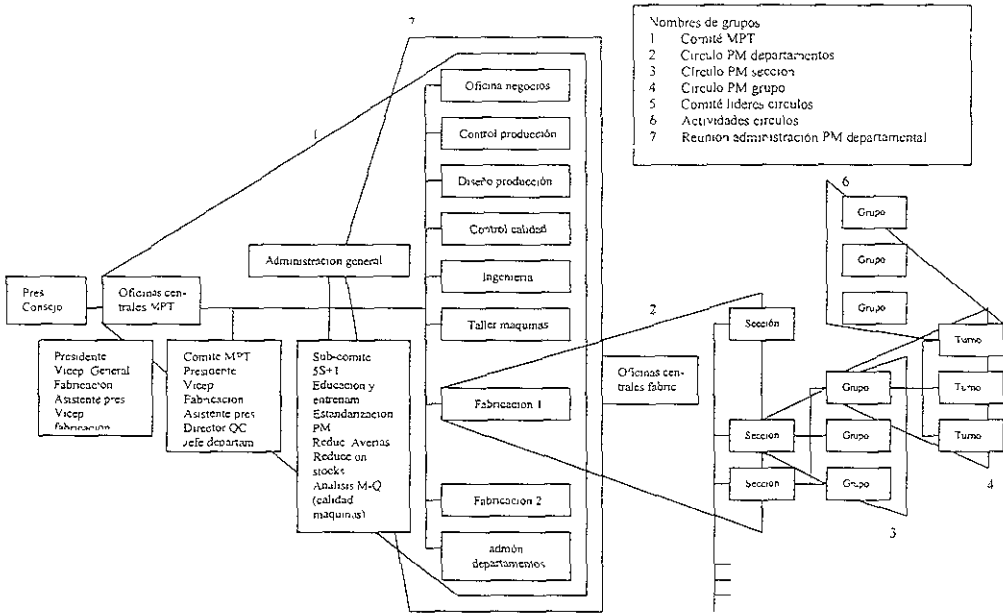 7
Nombres de grupos
1 Comité MPT
2 Circulo PM departamentos
3 Circulo PM seccion
4 Circulo PM grupo
5 Comité lideres circulos
6 Actividades circulos
7 Reunion administración PM departamental
1
Oficina negocios
Control producción
Diseño producción
Control calidad
Ingenieria
Taller maquinas
Fabricacion 1
Fabricacion 2
admón
departamentos
Administracion general
Pres
Consejo
Oficinas cen-
trales MPT
Presidente
Vicep General
Fabricacion
Asistente pres
Vicep
fabricacion
Comite MPT
Presidente
Vicep
Fabricacion
Asistente pres
Director QC
Jefe departam
Sub-comite
5S+1
Educacion y
entrenam
Estandarizacion
PM
Reduc Averias
Reducc on
stocks
Analisis M-Q
(calidad
maquinas)
Oficinas cen-
trales fabric
2
Sección
Sección
Sección
6
Grupo
Grupo
Grupo
Grupo
Grupo
Grupo
Turno
Turno
Turno
3
4